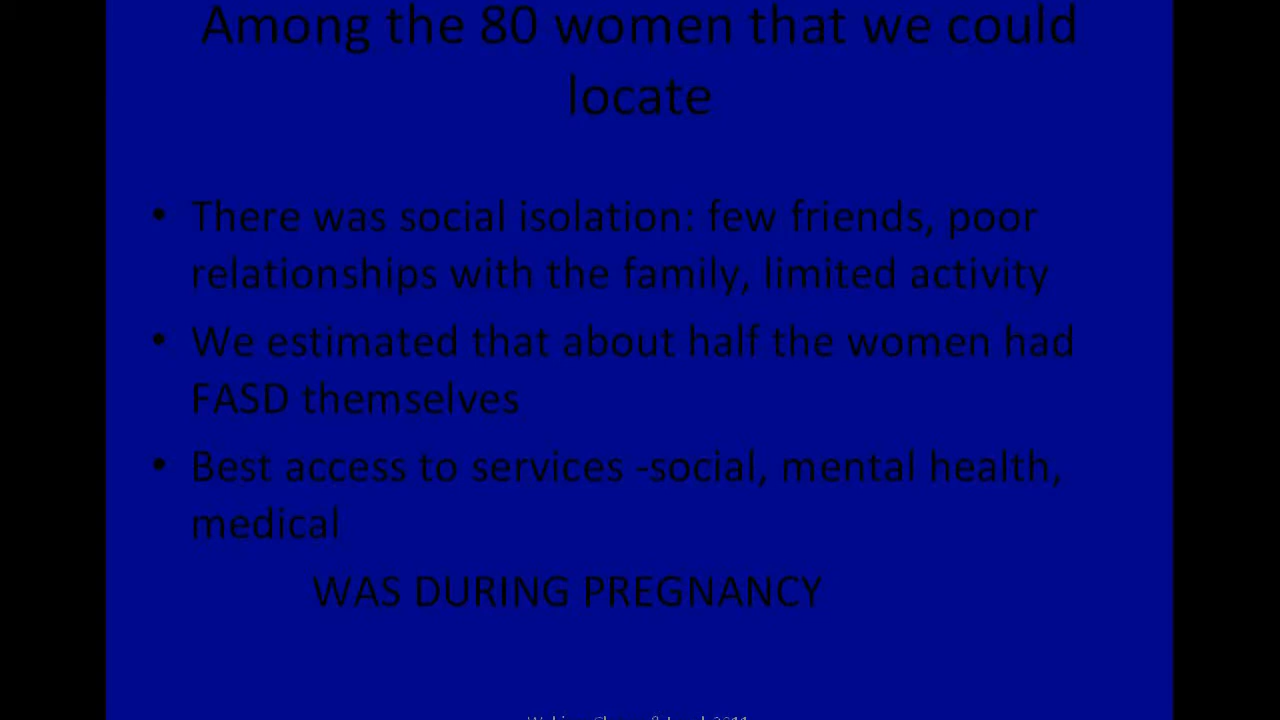 Among the 80 women that we could
locate
• There was social isolation: few friends, poor
relationships with the family, limited activity
• We estimated that about half the women had
FASD themselves
• Best access to services -social, mental health,
medical
WAS DURING PREGNANCY
2011